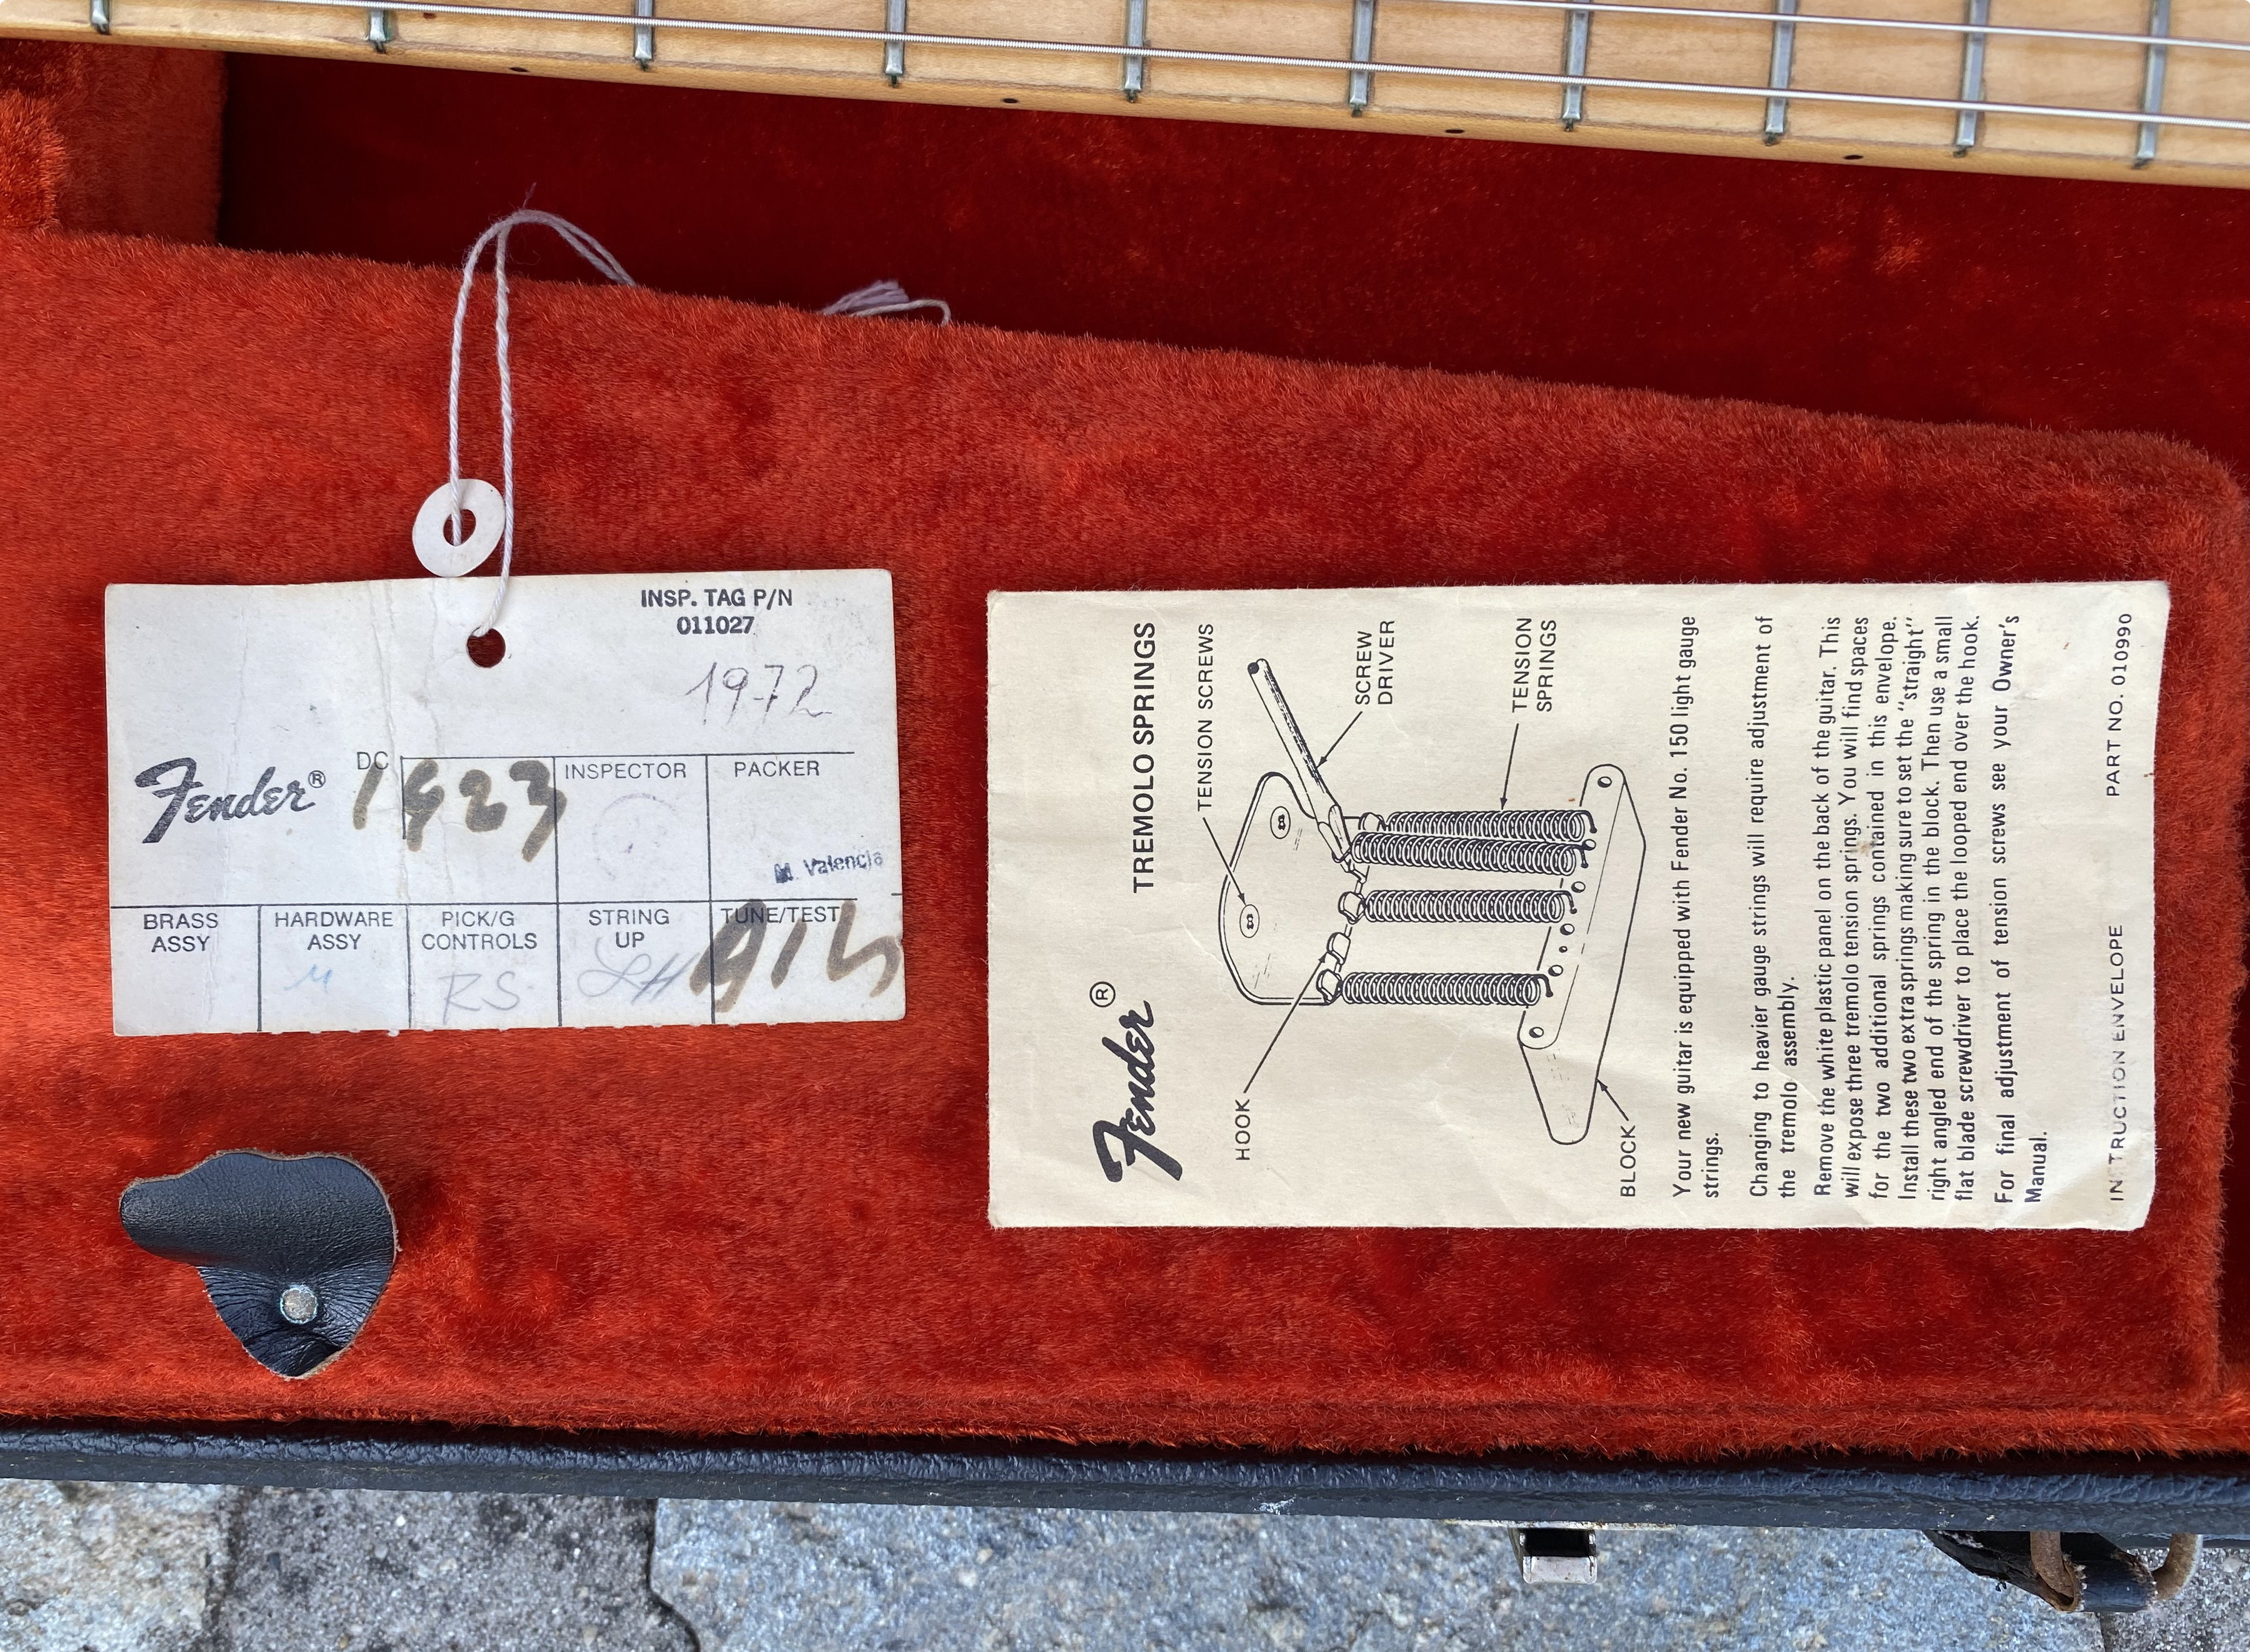 INSP. TAG P/N
011027
1972
Fender®
DC
1923
INSPECTOR
PACKER
M. Valencia
BRASS
ASSY
HARDWARE
ASSY
PICK/G
CONTROLS
STRING
UP
TUNE/TEST
M
RS
LH
Fender®
TREMOLO SPRINGS
TENSION SCREWS
SCREW
DRIVER
TENSION
SPRINGS
HOOK
BLOCK
Your new guitar is equipped with Fender No. 150 light gauge
strings.
Changing to heavier gauge strings will require adjustment of
the tremolo assembly.
Remove the white plastic panel on the back of the guitar. This
will expose three tremolo tension springs. You will find spaces
for the two additional springs contained in this envelope.
Install these two extra springs making sure to set the "straight"
right angled end of the spring in the block. Then use a small
flat blade screwdriver to place the looped end over the hook.
For final adjustment of tension screws see your Owner's
Manual.
INSTRUCTION ENVELOPE PART NO. 010990